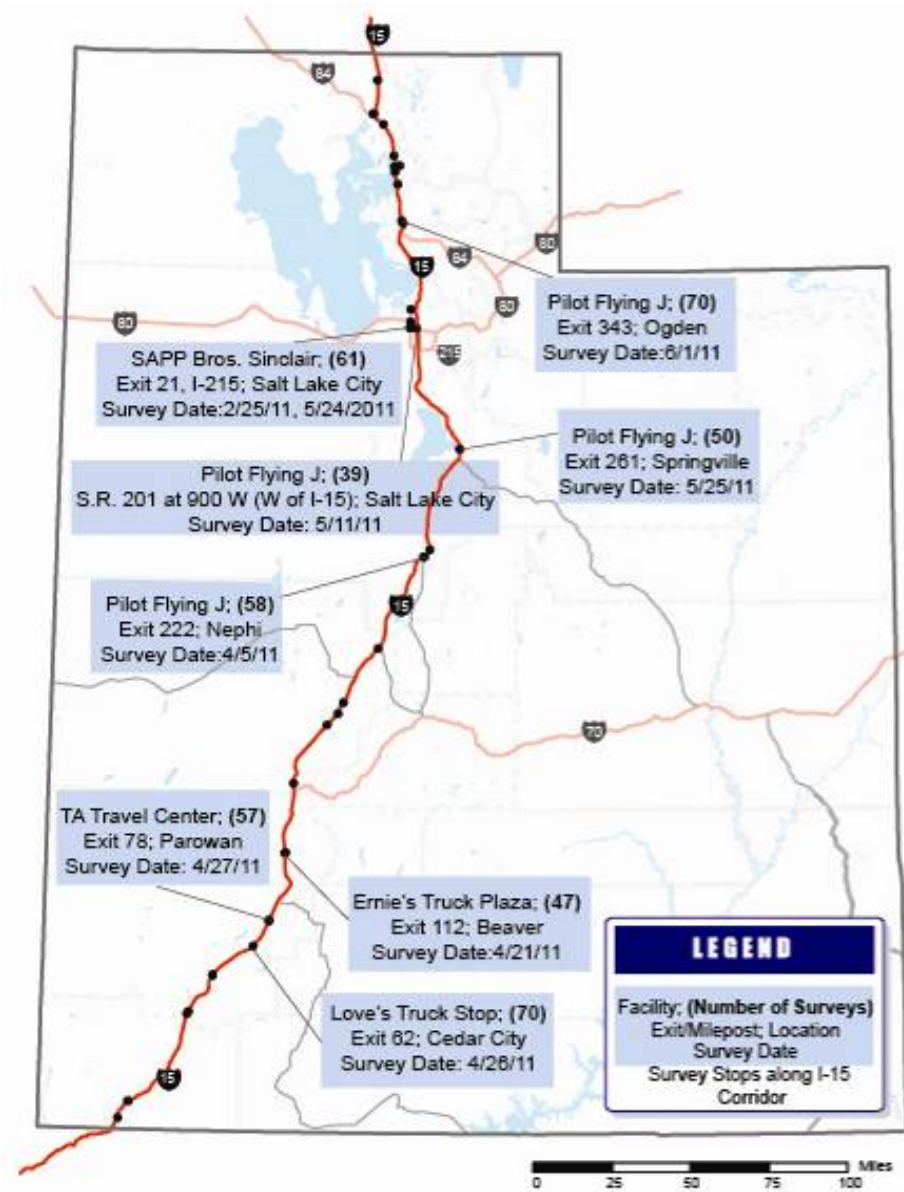 15
84
15
84
80
80
80
215
Pilot Flying J; (70)
Exit 343; Ogden
Survey Date:6/1/11
SAPP Bros. Sinclair; (61)
Exit 21, I-215; Salt Lake City
Survey Date:2/25/11, 5/24/2011
Pilot Flying J; (50)
Exit 261; Springville
Survey Date: 5/25/11
Pilot Flying J; (39)
S.R. 201 at 900 W (W of I-15); Salt Lake City
Survey Date: 5/11/11
Pilot Flying J; (58)
Exit 222; Nephi
Survey Date:4/5/11
15
70
TA Travel Center; (57)
Exit 78; Parowan
Survey Date: 4/27/11
Ernie's Truck Plaza; (47)
Exit 112; Beaver
Survey Date:4/21/11
Love's Truck Stop; (70)
Exit 62; Cedar City
Survey Date: 4/26/11
15
LEGEND
Facility; (Number of Surveys)
Exit/Milepost; Location
Survey Date
Survey Stops along I-15
Corridor
Miles
0 25 50 75 100